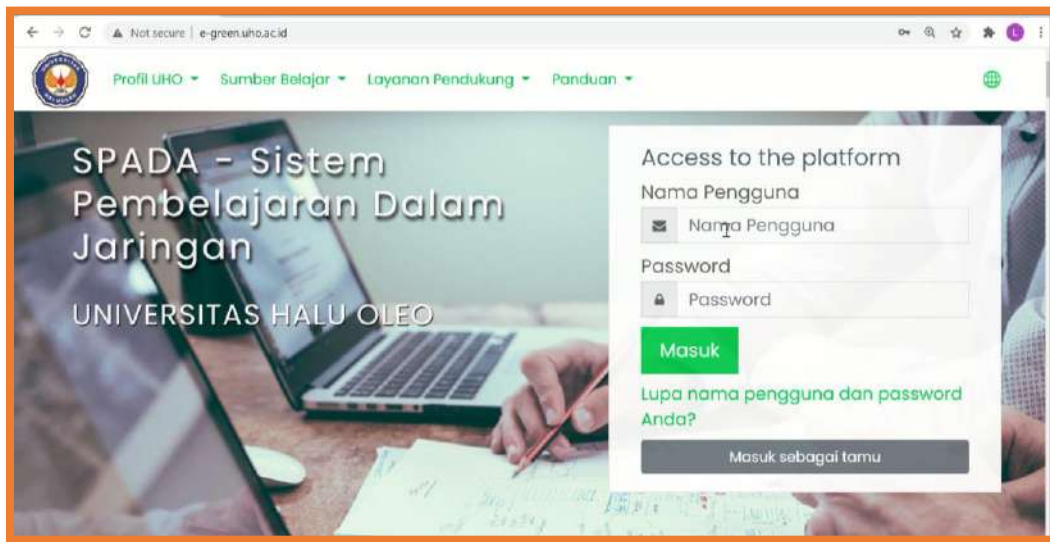 Not secure | e-green.uho.ac.id
L
Profil UHO
Sumber Belajar
Layanan Pendukung
Panduan
SPADA - Sistem
Pembelajaran Dalam
Jaringan
UNIVERSITAS HALU OLEO
Access to the platform
Nama Pengguna
Nama Pengguna
Password
Password
Masuk
Lupa nama pengguna dan password
Anda?
Masuk sebagai tamu